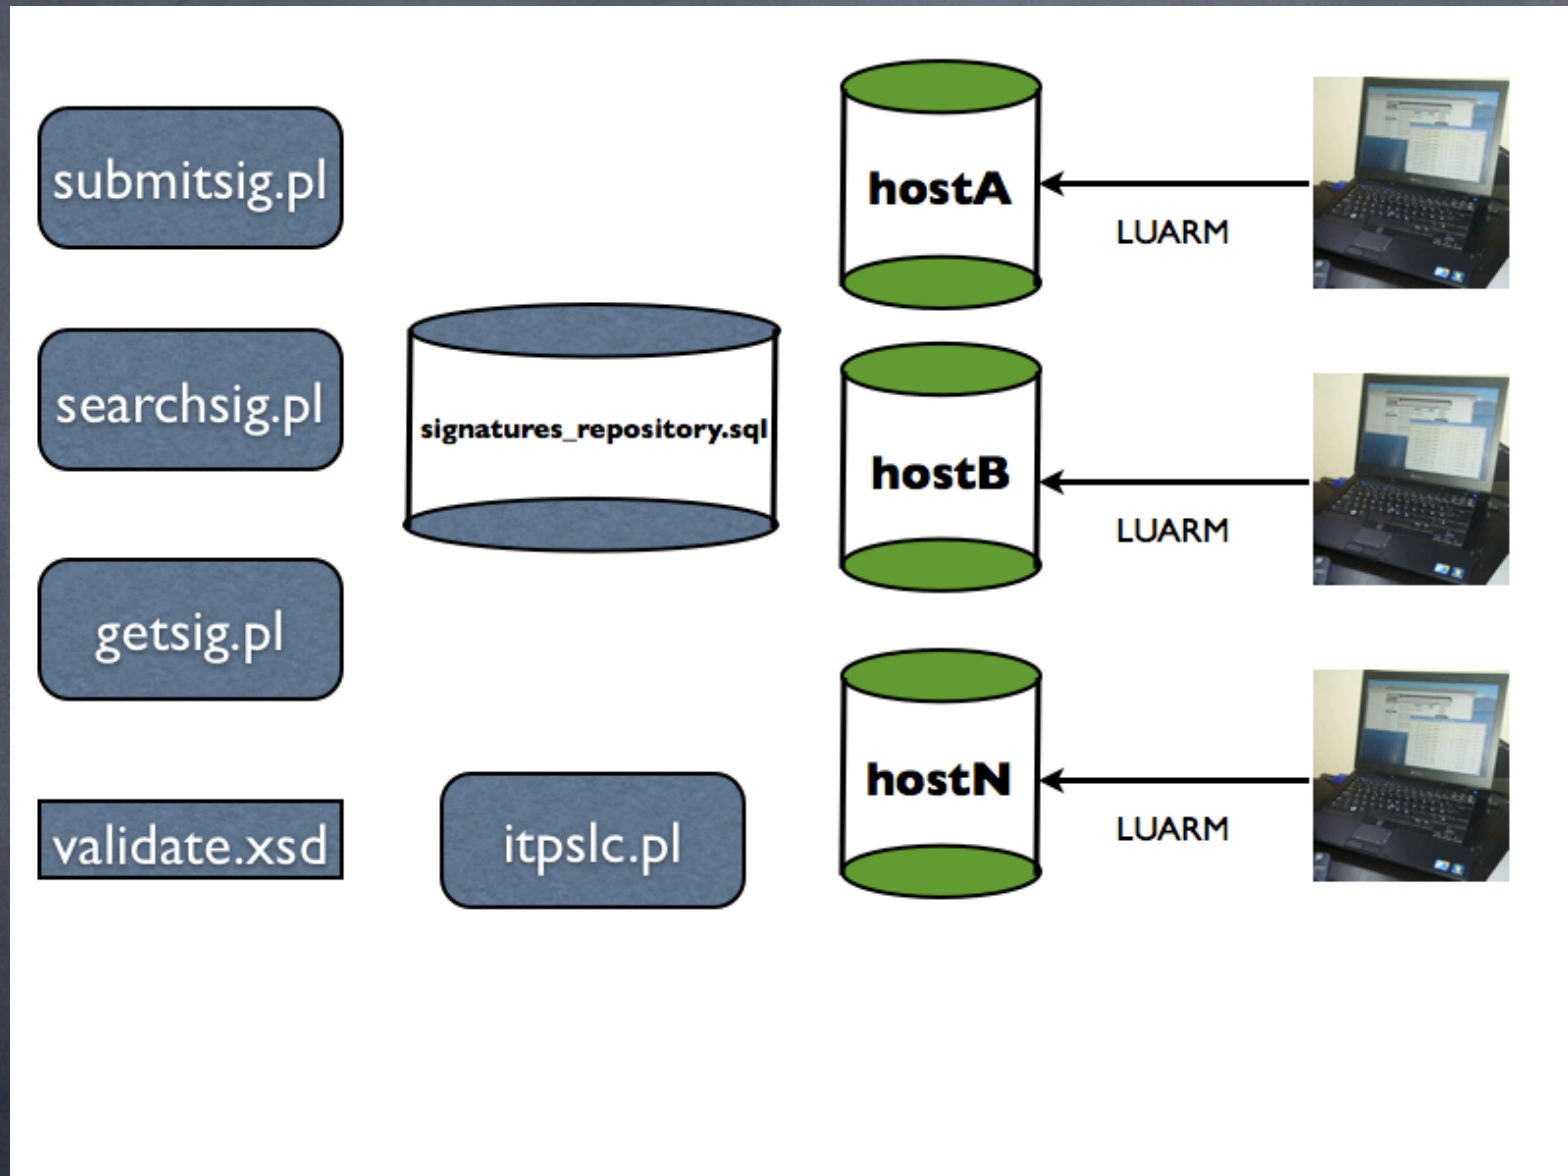 submitsig.pl
searchsig.pl
getsig.pl
validate.xsd
signatures_repository.sql
itpslc.pl
hostA
LUARM
hostB
LUARM
hostN
LUARM